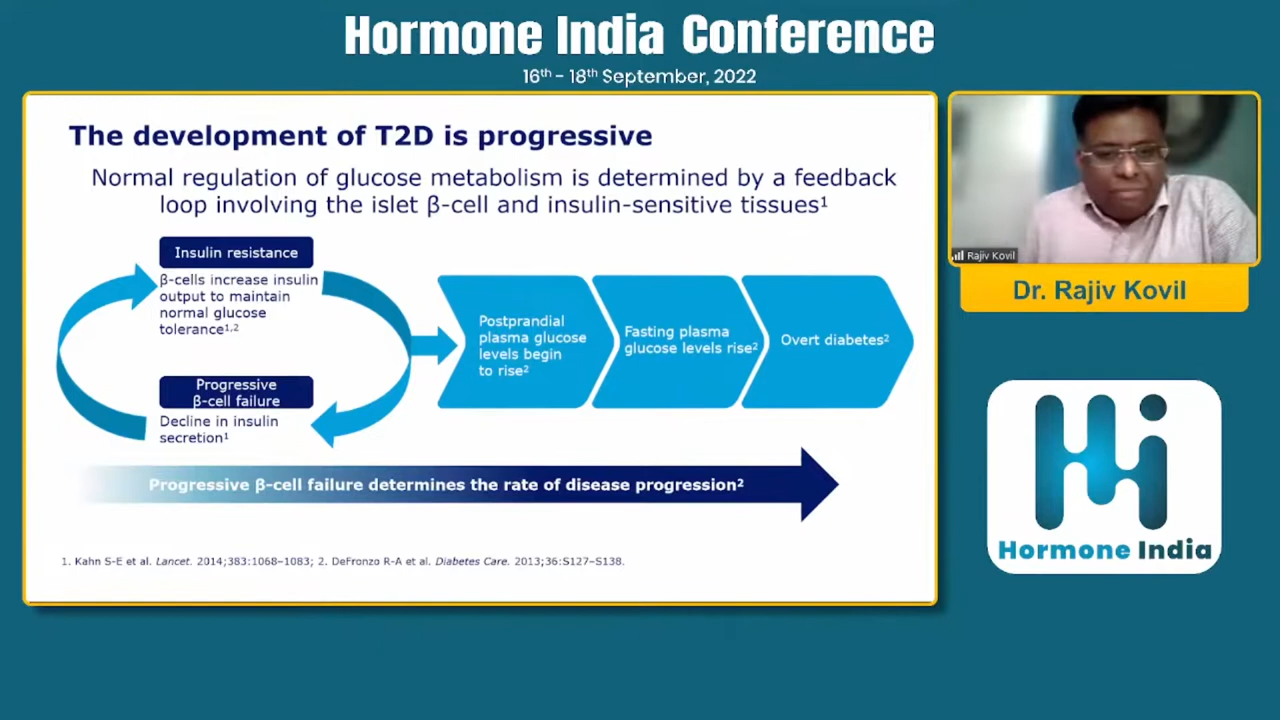 Hormone India Conference
16th - 18th September, 2022
The development of T2D is progressive
Normal regulation of glucose metabolism is determined by a feedback
loop involving the islet β-cell and insulin-sensitive tissues1
Insulin resistance
β-cells increase insulin
output to maintain
normal glucose
tolerance1,2
Progressive
β-cell failure
Decline in insulin
secretion1
Postprandial
plasma glucose
levels begin
to rise2
Fasting plasma
glucose levels rise2
Overt diabetes2
Progressive β-cell failure determines the rate of disease progression2
1. Kahn S-E et al. Lancet. 2014;383:1068–1083; 2. DeFronzo R-A et al. Diabetes Care. 2013;36:S127–S138.
Rajiv Kovil
Dr. Rajiv Kovil
Hormone India